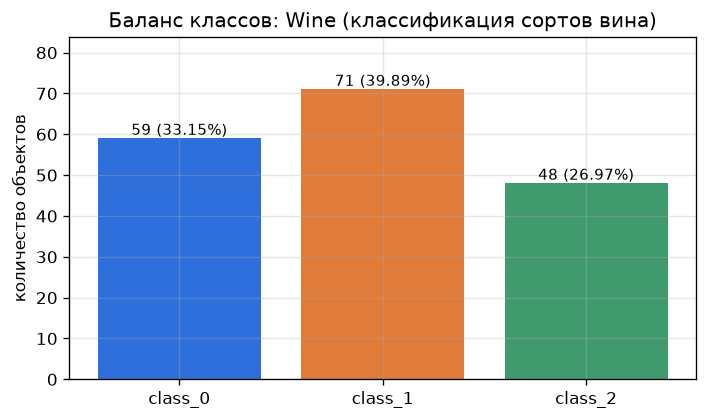 Баланс классов: Wine (классификация сортов вина)
количество объектов
80
70
60
50
40
30
20
10
0
59 (33.15%)
71 (39.89%)
48 (26.97%)
class_0
class_1
class_2